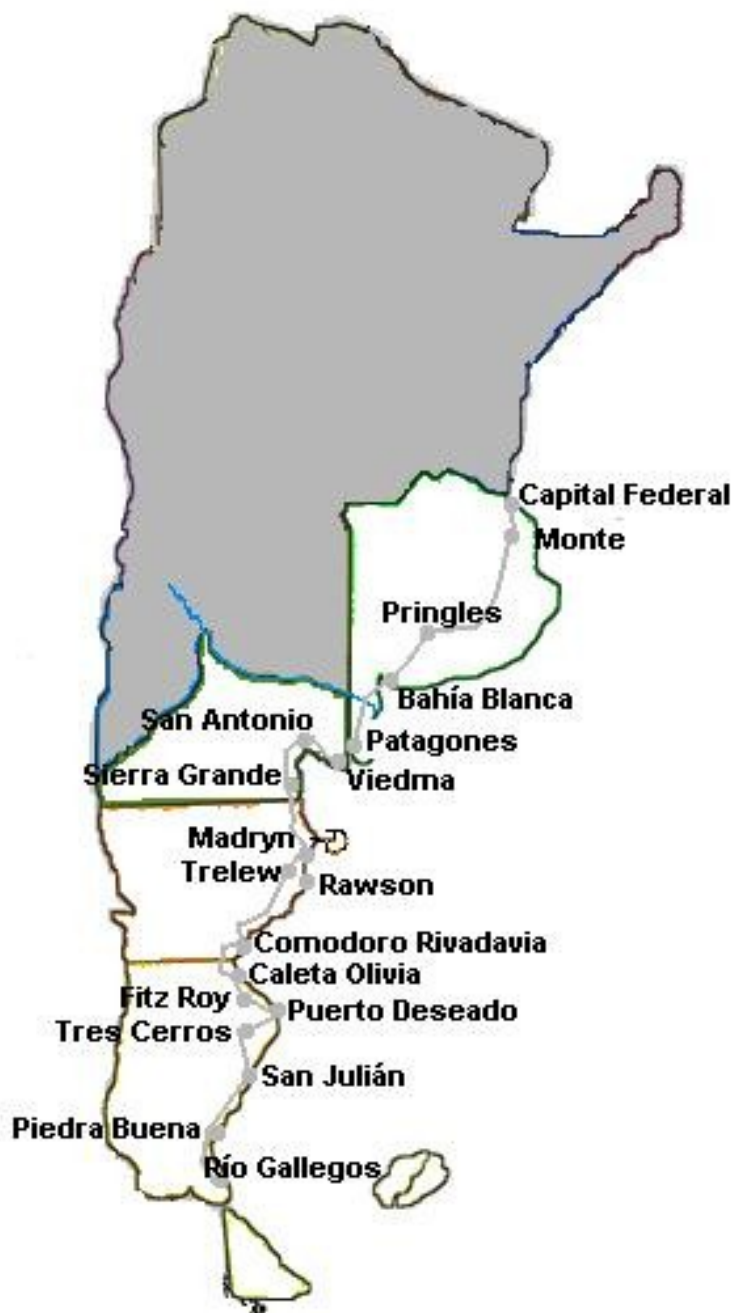 Capital Federal
Monte
Pringles
Bahía Blanca
San Antonio
Patagones
Sierra Grande
Viedma
Madryn
Trelew
Rawson
Comodoro Rivadavia
Caleta Olivia
Fitz Roy
Puerto Deseado
Tres Cerros
San Julián
Piedra Buena
Río Gallegos